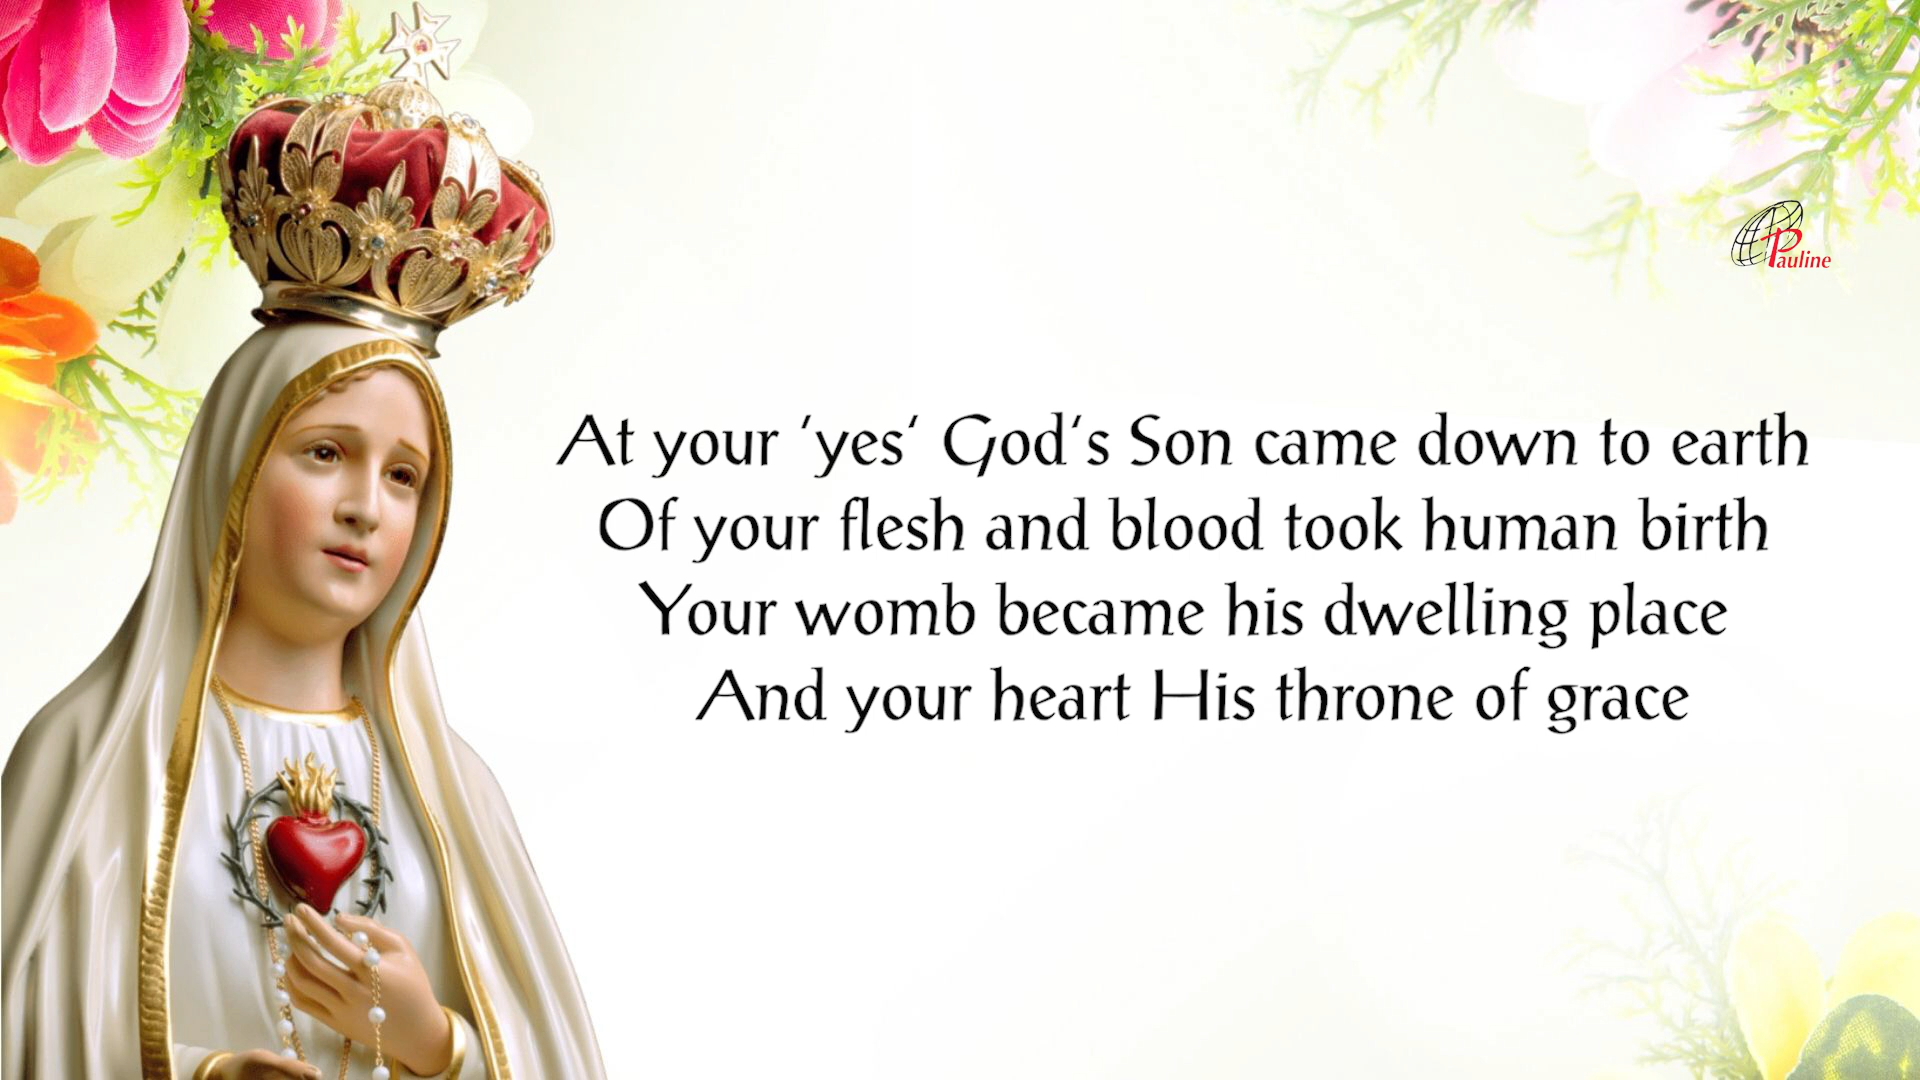 Pauline
At your 'yes' God's Son came down to earth
Of your flesh and blood took human birth
Your womb became his dwelling place
And your heart His throne of grace